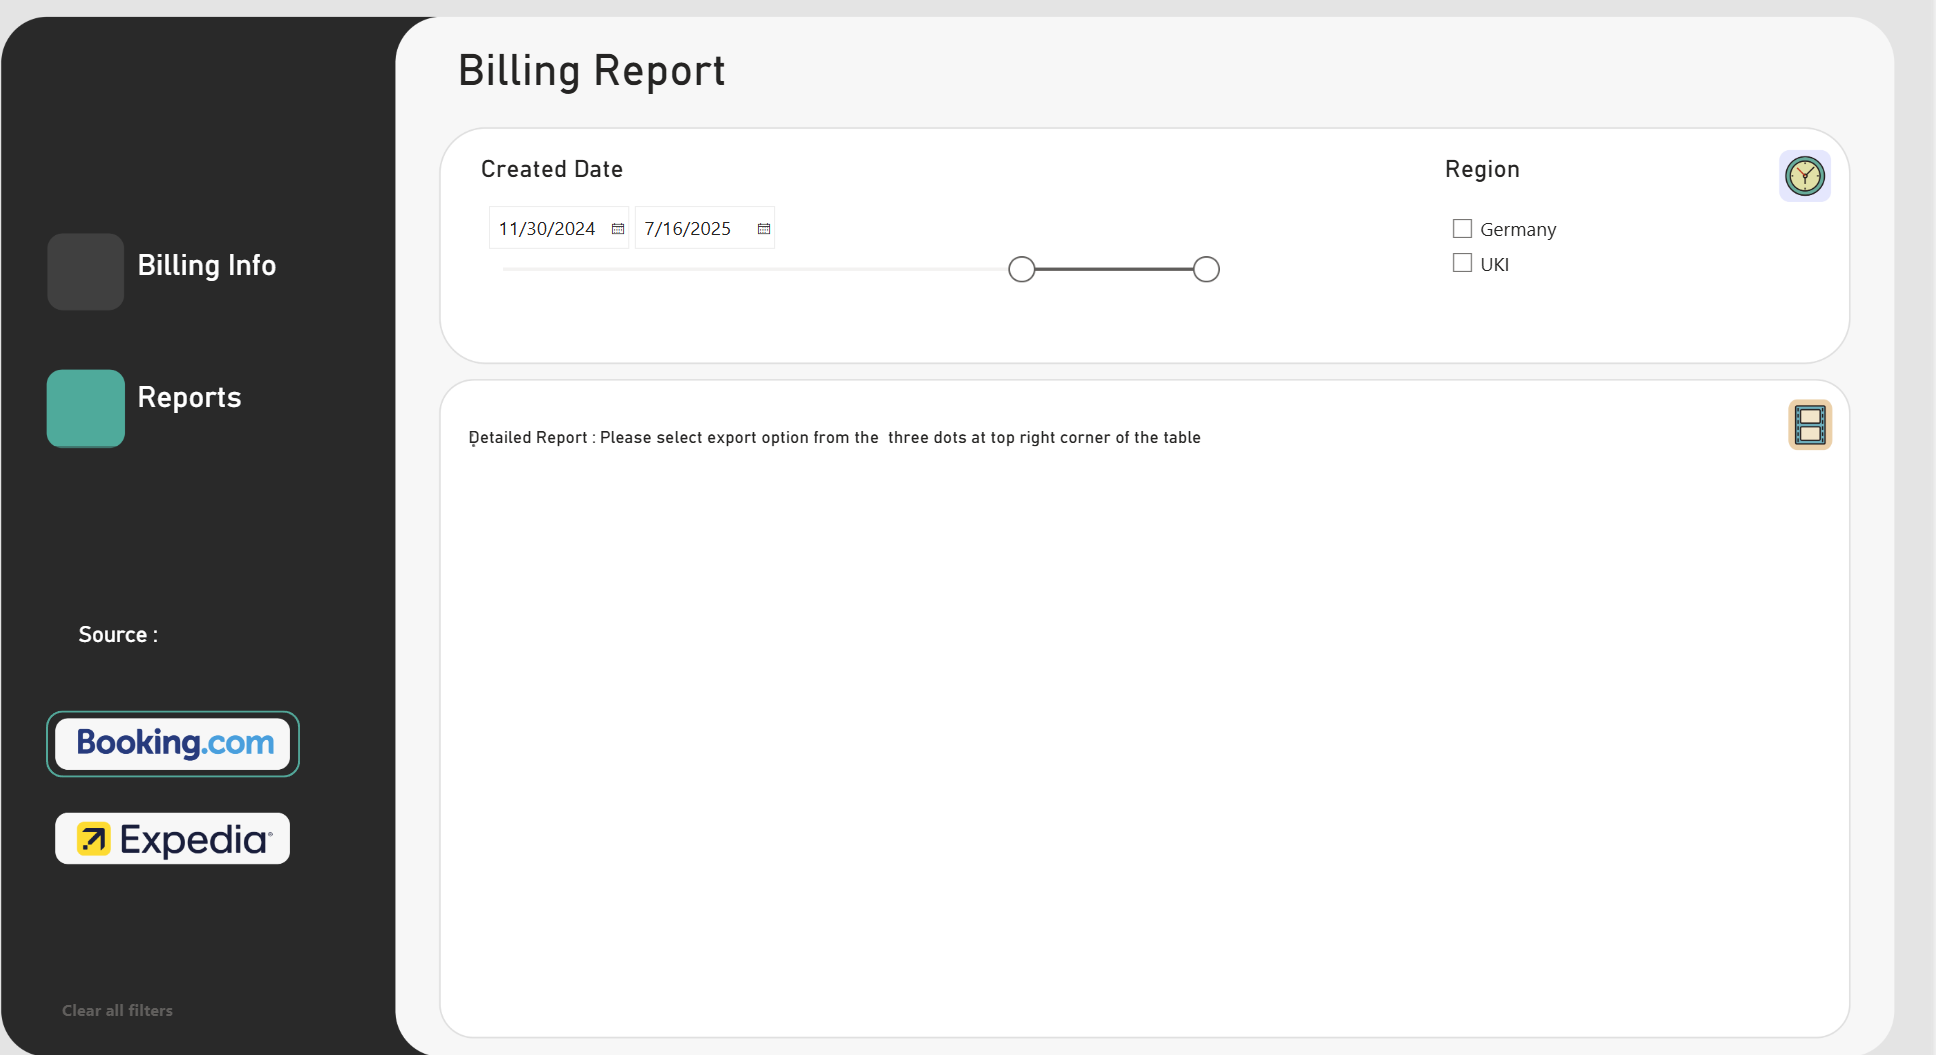 Billing Report
Created Date
Region
11/30/2024
7/16/2025
Germany
UKI
Billing Info
Reports
Detailed Report : Please select export option from the  three dots at top right corner of the table
Source :
Booking.com
Expedia®
Clear all filters